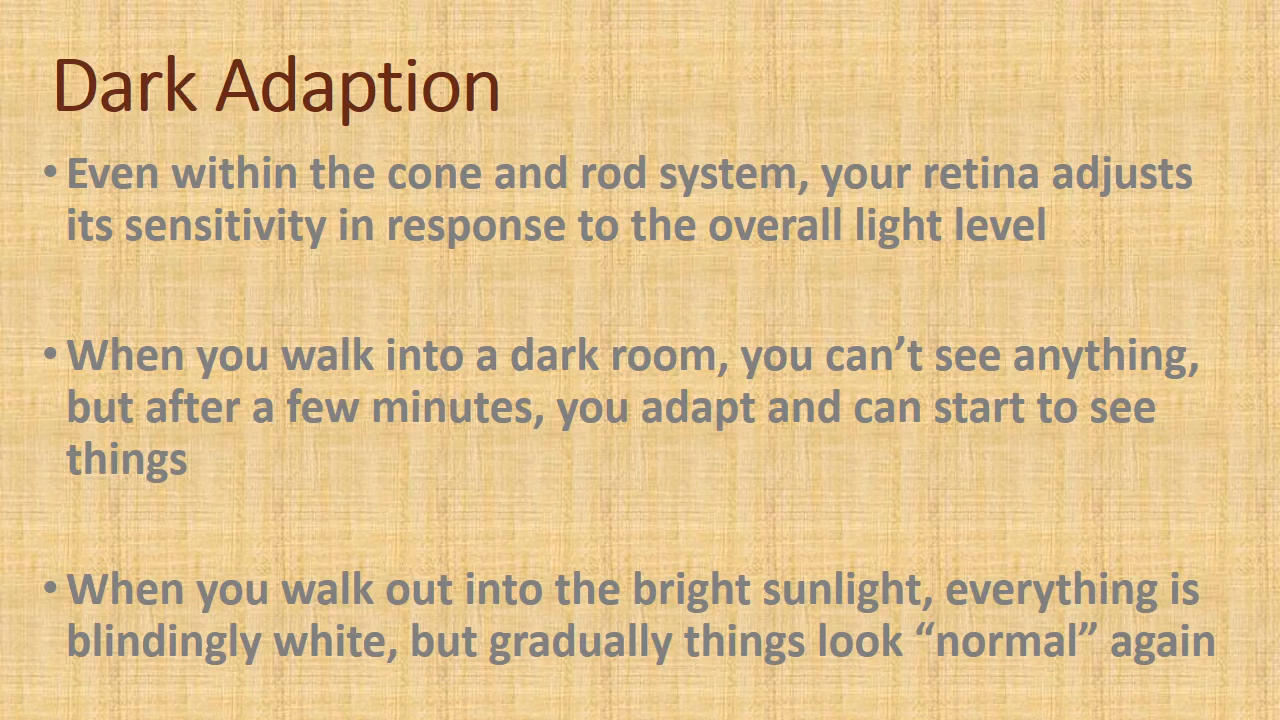 Dark Adaption
• Even within the cone and rod system, your retina adjusts
its sensitivity in response to the overall light level
• When you walk into a dark room, you can’t see anything,
but after a few minutes, you adapt and can start to see
things
• When you walk out into the bright sunlight, everything is
blindingly white, but gradually things look “normal” again